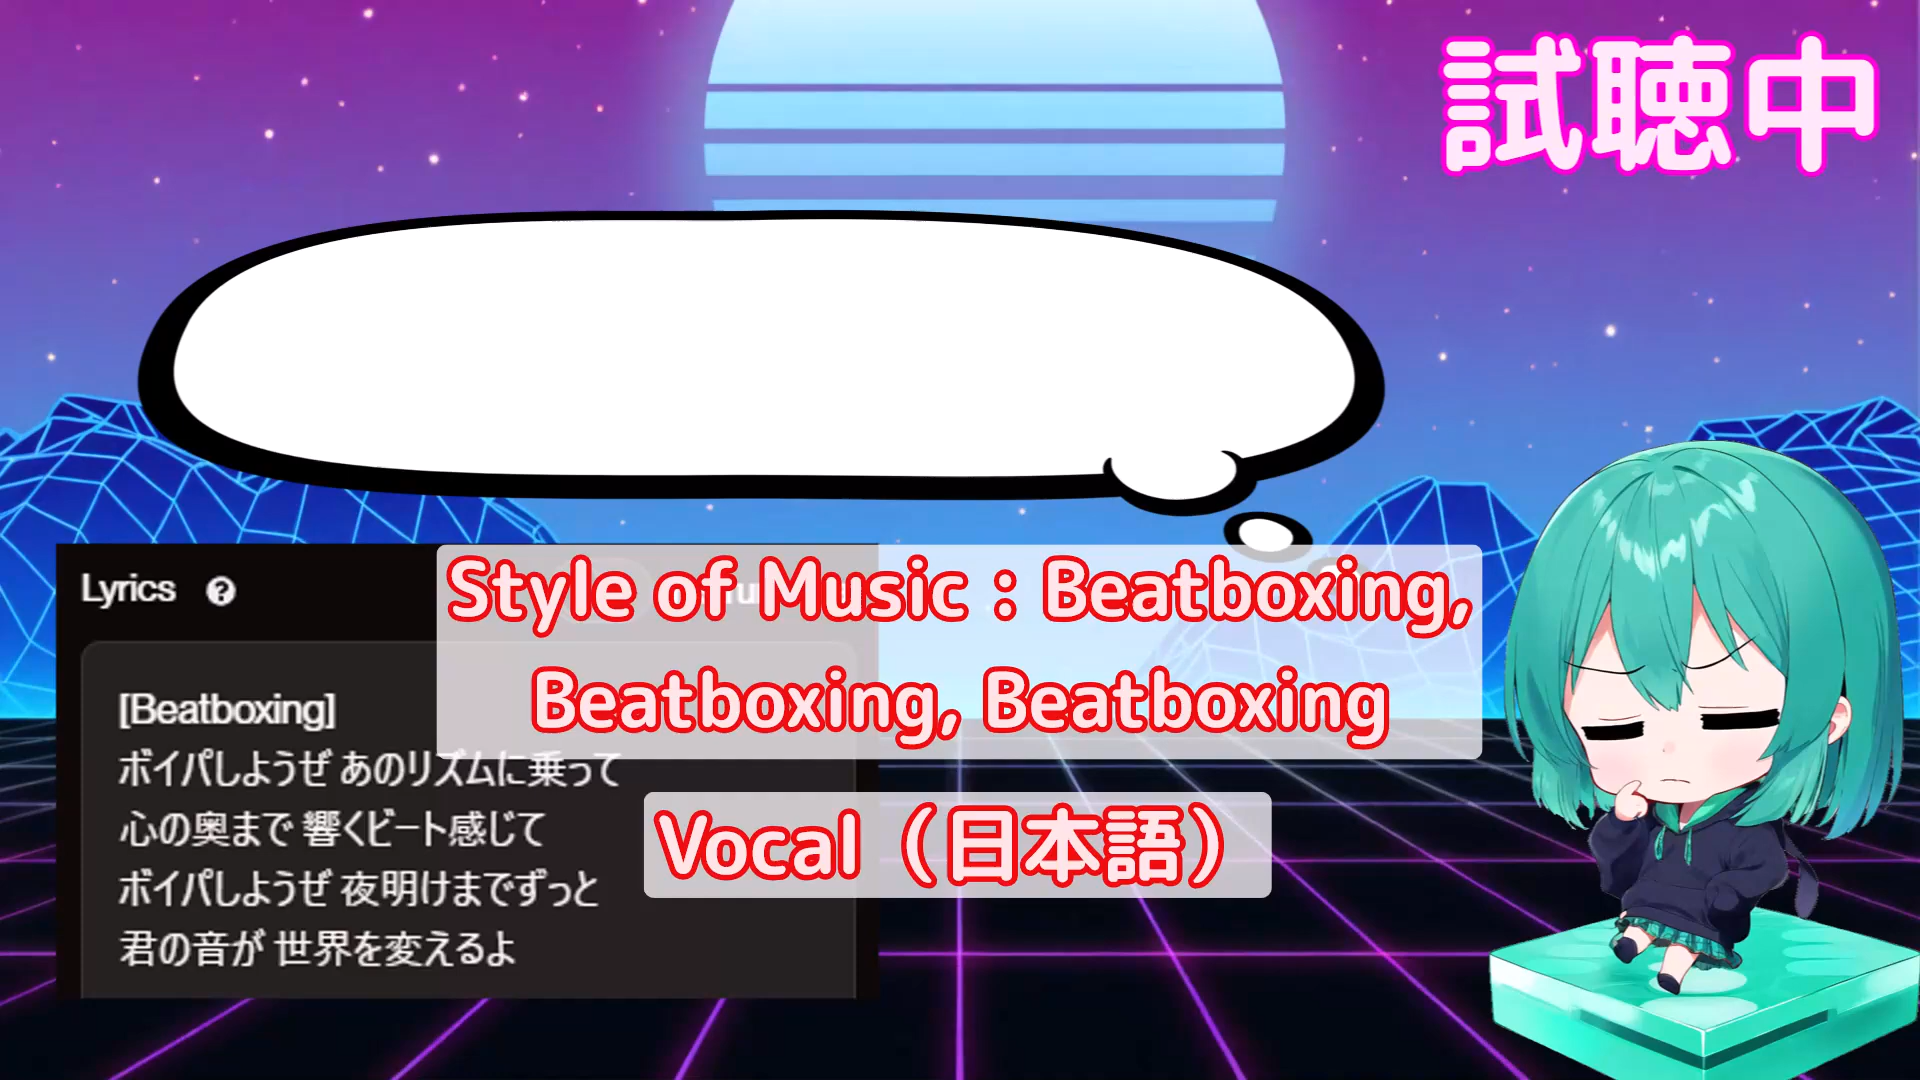 試聴中
Style of Music : Beatboxing,
Beatboxing, Beatboxing
Vocal（日本語）
Lyrics
[Beatboxing]
ボイパしようぜ あのリズムに乗って
心の奥まで 響くビート感じて
ボイパしようぜ 夜明けまでずっと
君の音が 世界を変えるよ